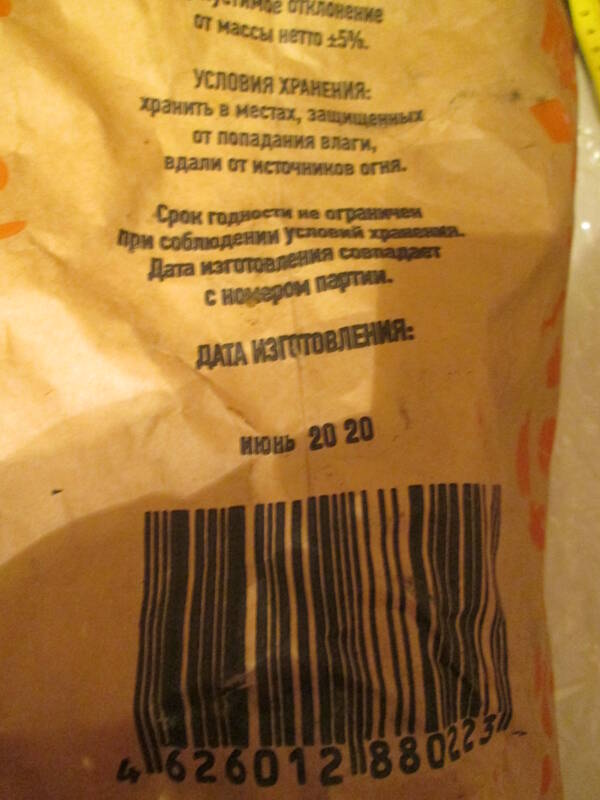 отклонение
от массы нетто ±5%.
УСЛОВИЯ ХРАНЕНИЯ:
хранить в местах, защищенных
от попадания влаги,
вдали от источников огня.
Срок годности не ограничен
при соблюдении условий хранения.
Дата изготовления совпадает
с номером партии.
ДАТА ИЗГОТОВЛЕНИЯ:
июнь 20 20
4 626012 880223